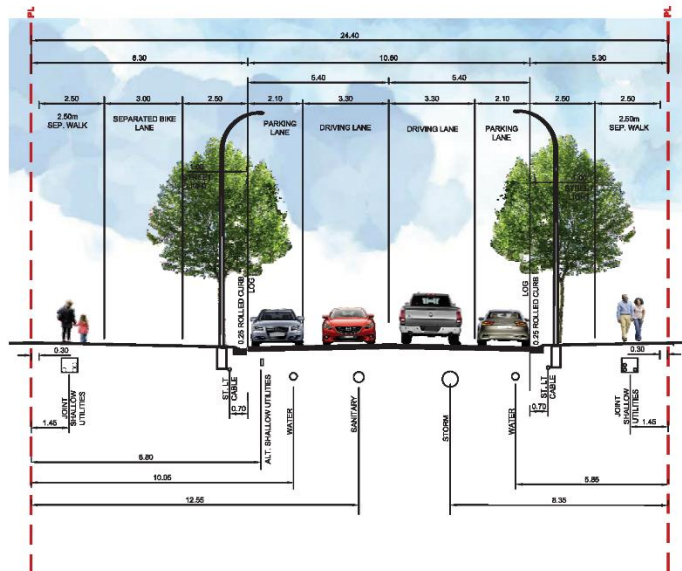 PL
PL
24.40
8.30
10.80
5.30
5.40
5.40
2.50
3.00
2.50
2.10
3.30
3.30
2.10
2.50
2.50
2.50m
SEP. WALK
SEPARATED BIKE
LANE
PARKING
LANE
DRIVING LANE
DRIVING LANE
PARKING
LANE
2.50m
SEP. WALK
0.25 ROLLED CURB
LOG
LOG
0.25 ROLLED CURB
0.30
0.30
JOINT
SHALLOW
UTILITIES
ST. LT
CABLE
0.70
ALT. SHALLOW UTILITIES
WATER
SANITARY
STORM
WATER
ST. LT
CABLE
0.70
JOINT
SHALLOW
UTILITIES
1.45
1.45
8.80
10.05
5.85
12.55
8.35